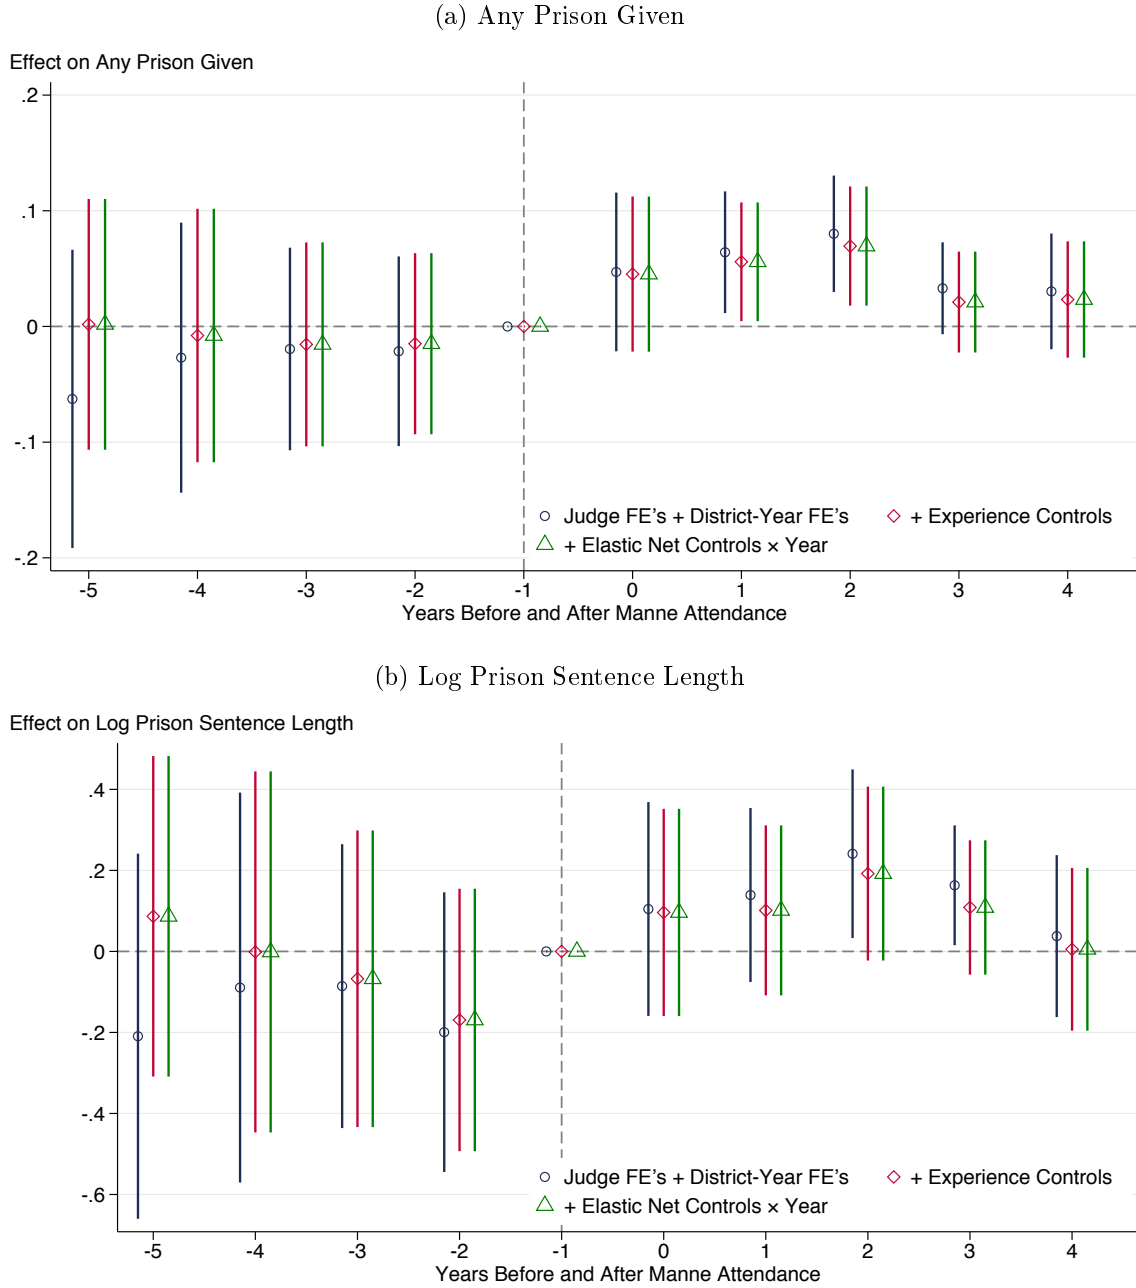 (a) Any Prison Given
Effect on Any Prison Given
.2
.1
0
-.1
-.2
Judge FE's + District-Year FE's
+ Experience Controls
+ Elastic Net Controls × Year
-5 -4 -3 -2 -1 0 1 2 3 4
Years Before and After Manne Attendance
(b) Log Prison Sentence Length
Effect on Log Prison Sentence Length
.4
.2
0
-.2
-.4
-.6
Judge FE's + District-Year FE's
+ Experience Controls
+ Elastic Net Controls × Year
-5 -4 -3 -2 -1 0 1 2 3 4
Years Before and After Manne Attendance